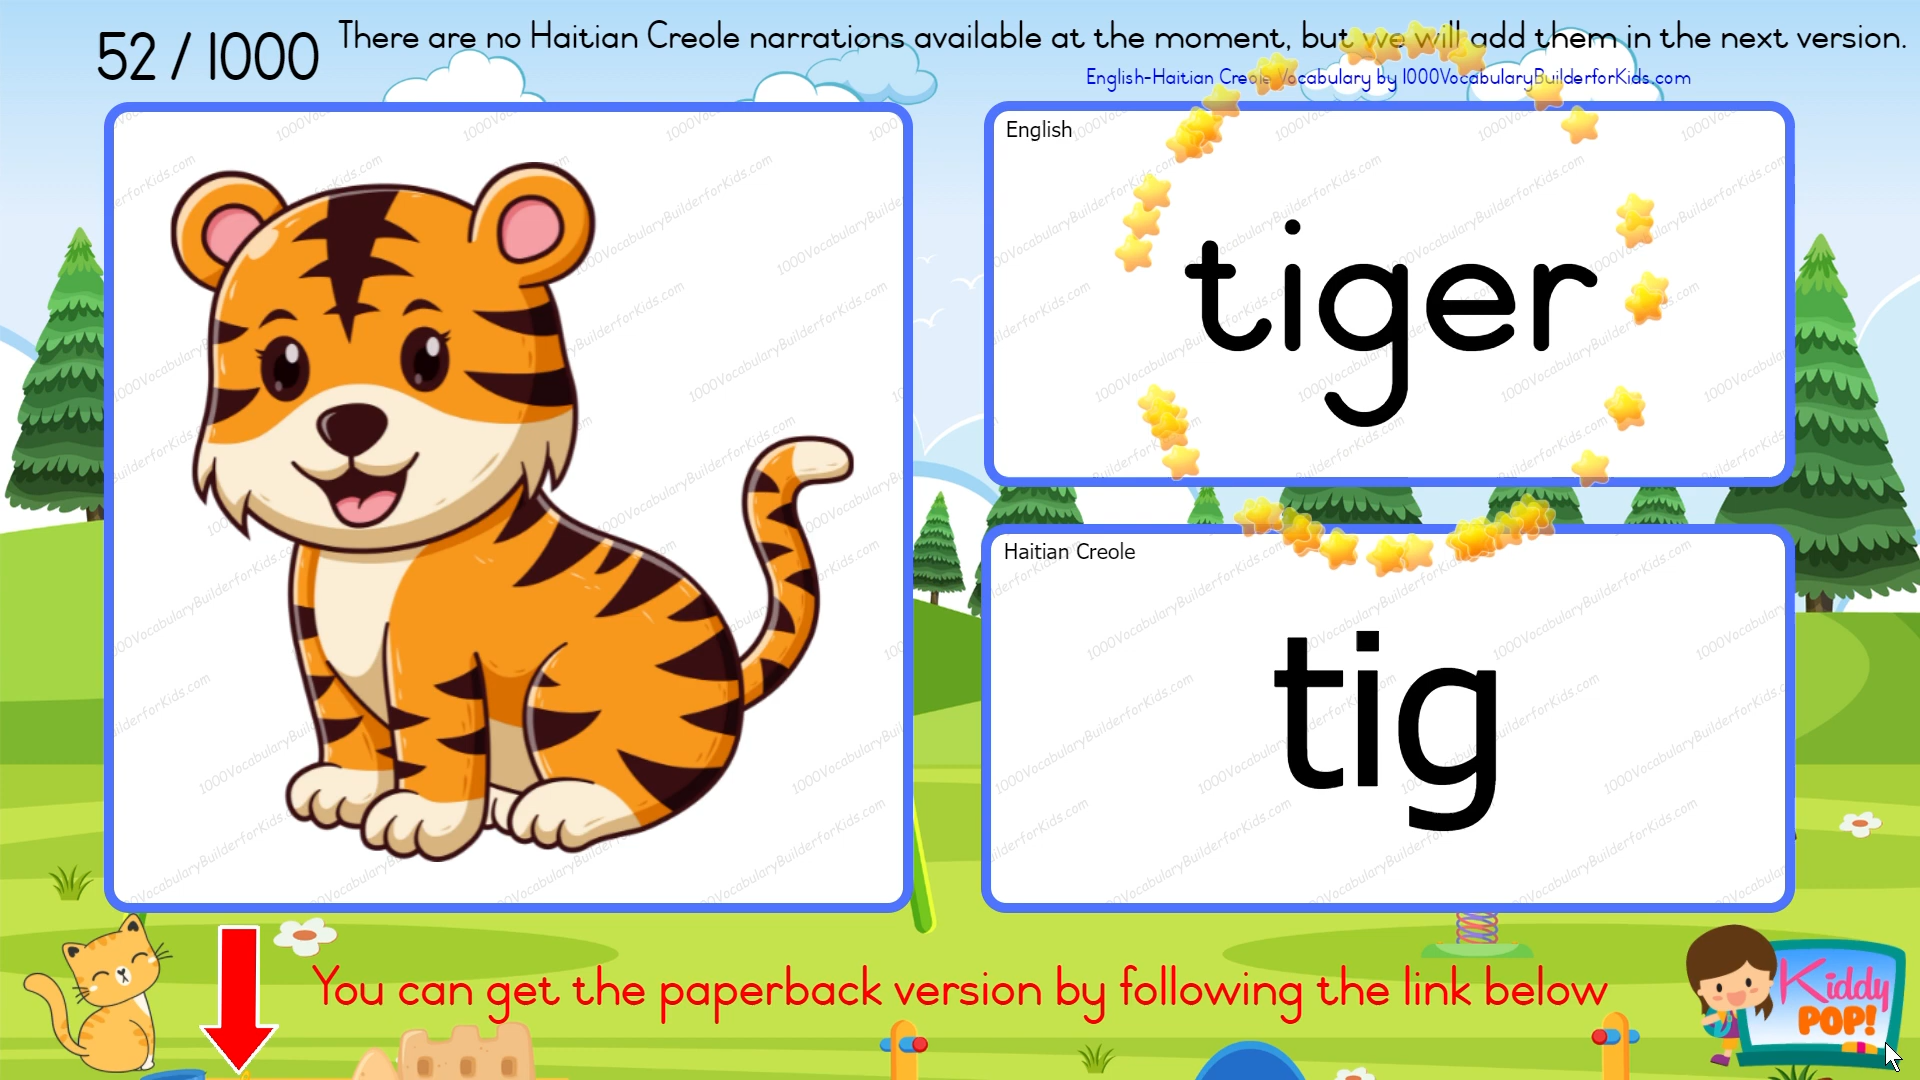 52 / 1000
There are no Haitian Creole narrations available at the moment, but we will add them in the next version.
English-Haitian Creole Vocabulary by 1000VocabularyBuilderforKids.com
English
tiger
Haitian Creole
tig
You can get the paperback version by following the link below
Kiddy
POP!